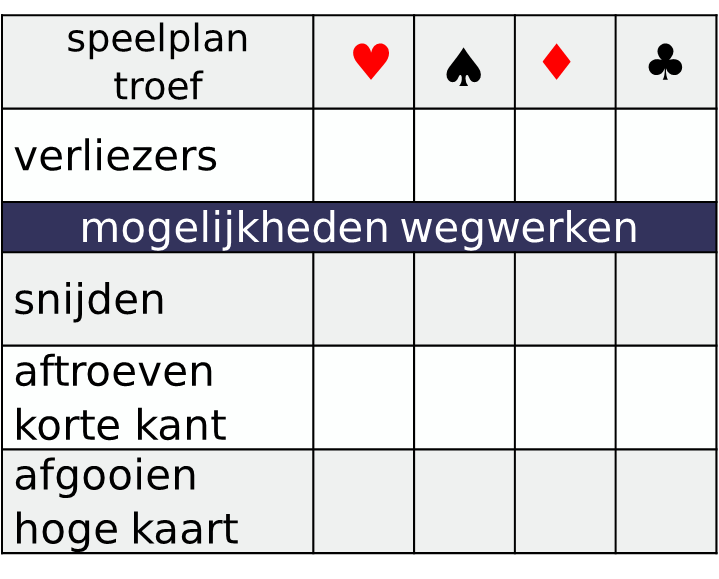 speelplan
troef ♥ ♠ ♦ ♣
verliezers
mogelijkheden wegwerken
snijden
aftroeven
korte kant
afgooien
hoge kaart